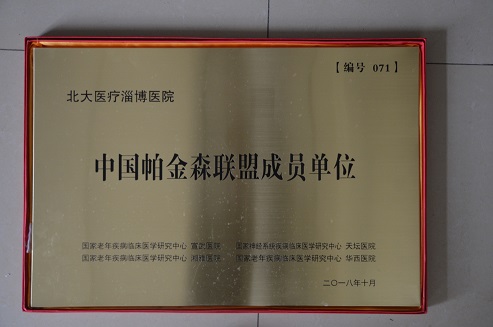 【编号 071】
北大医疗淄博医院
中国帕金森联盟成员单位
国家老年疾病临床医学研究中心 宣武医院 国家神经系统疾病临床医学研究中心 天坛医院
国家老年疾病临床医学研究中心 湘雅医院 国家老年疾病临床医学研究中心 华西医院
二〇一八年十月